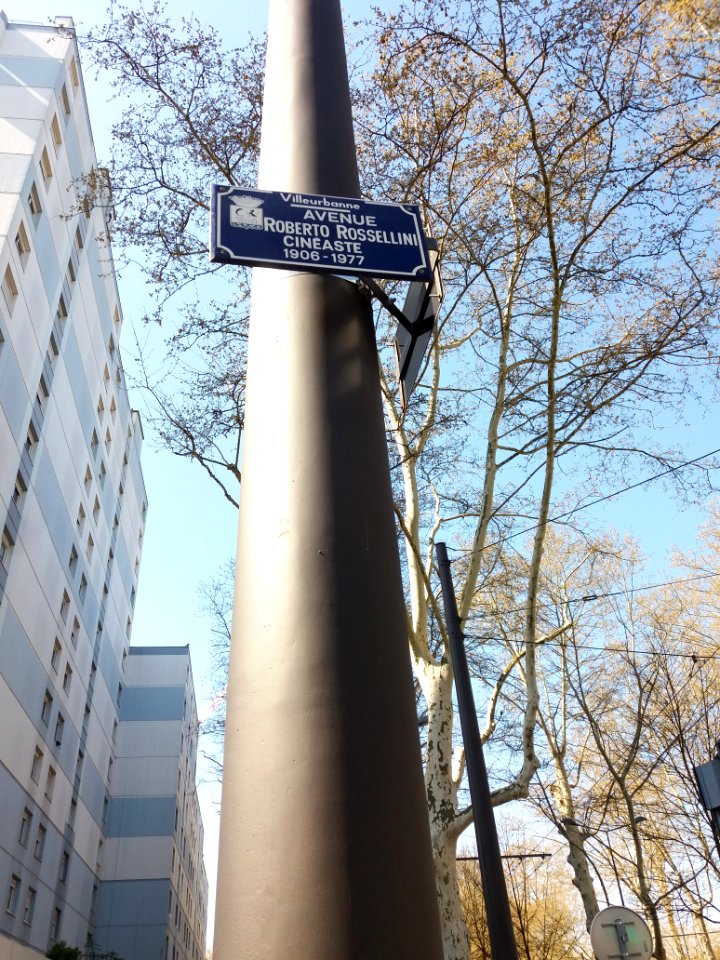 Villeurbanne
AVENUE
ROBERTO ROSSELLINI
CINÉASTE
1906 - 1977